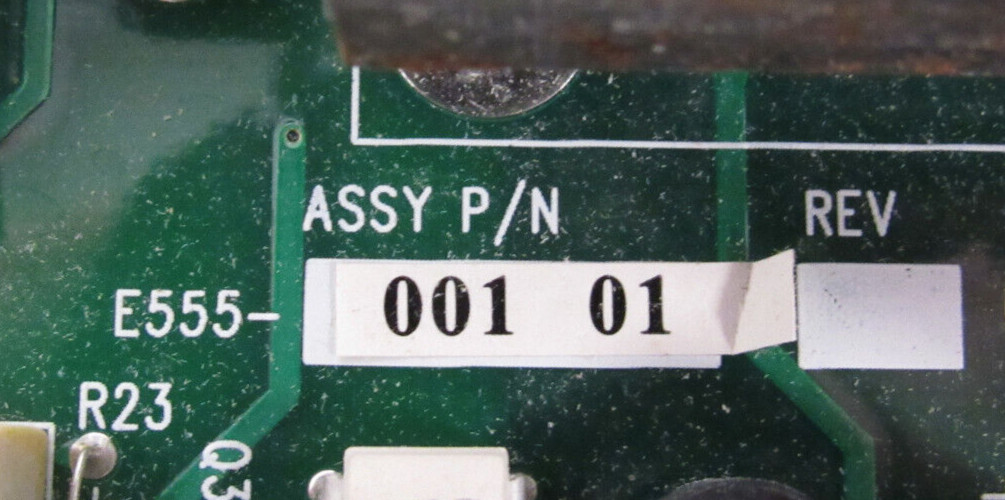 ASSY P/N REV
E555- 001 01
R23
Q3